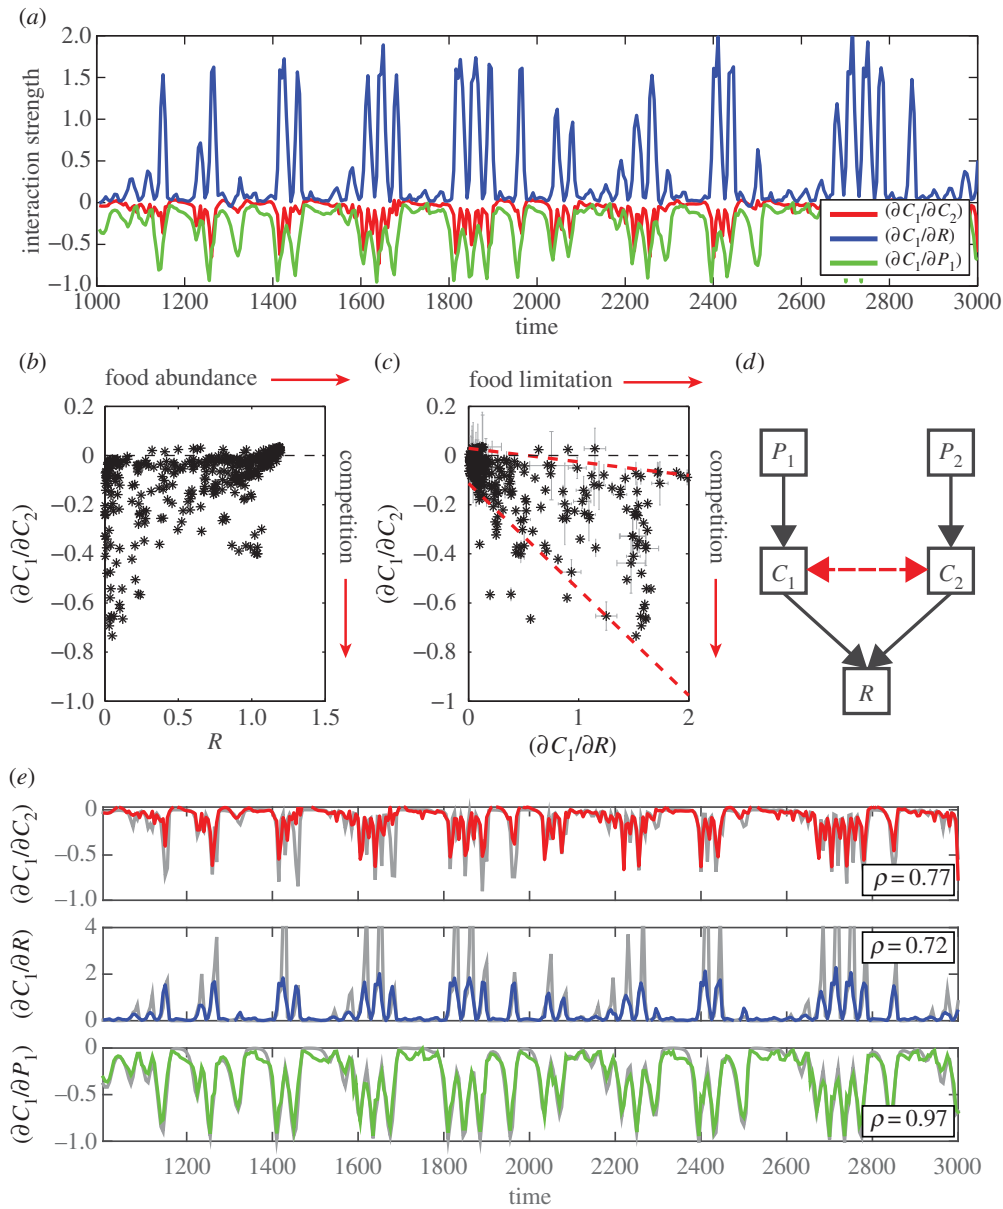 (a)
2.0
1.5
1.0
0.5
0
−0.5
−1.0
interaction strength
(∂C1/∂C2)
(∂C1/∂R)
(∂C1/∂P1)
1000 1200 1400 1600 1800 2000 2200 2400 2600 2800 3000
time
(b)
food abundance
0.2
0
−0.2
−0.4
−0.6
−0.8
−1.0
(∂C1/∂C2)
competition
0 0.5 1.0 1.5
R
(c)
food limitation
0.2
0
−0.2
−0.4
−0.6
−0.8
−1
(∂C1/∂C2)
competition
0 1 2
(∂C1/∂R)
(d)
P1 P2
C1 C2
R
(e)
(∂C1/∂C2)
0
−0.5
−1.0
ρ = 0.77
(∂C1/∂R)
4
2
0
ρ = 0.72
(∂C1/∂P1)
0
−0.5
−1.0
ρ = 0.97
1200 1400 1600 1800 2000 2200 2400 2600 2800 3000
time